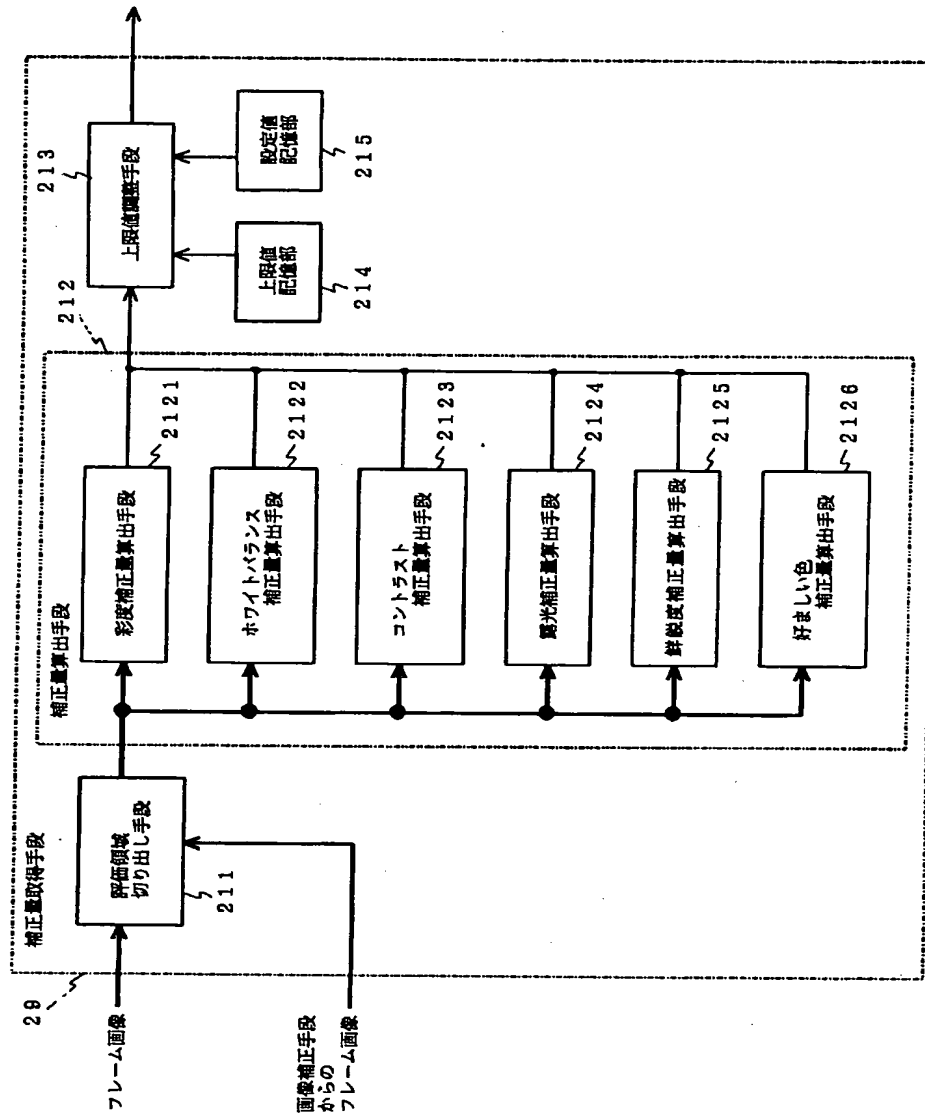 29
補正量取得手段
フレーム画像
画像補正手段
からの
フレーム画像
評価領域
切り出し手段
211
補正量算出手段
212
彩度補正量算出手段
2121
ホワイトバランス
補正量算出手段
2122
コントラスト
補正量算出手段
2123
露光補正量算出手段
2124
鮮鋭度補正量算出手段
2125
好ましい色
補正量算出手段
2126
上限値調整手段
213
上限値
記憶部
214
設定値
記憶部
215